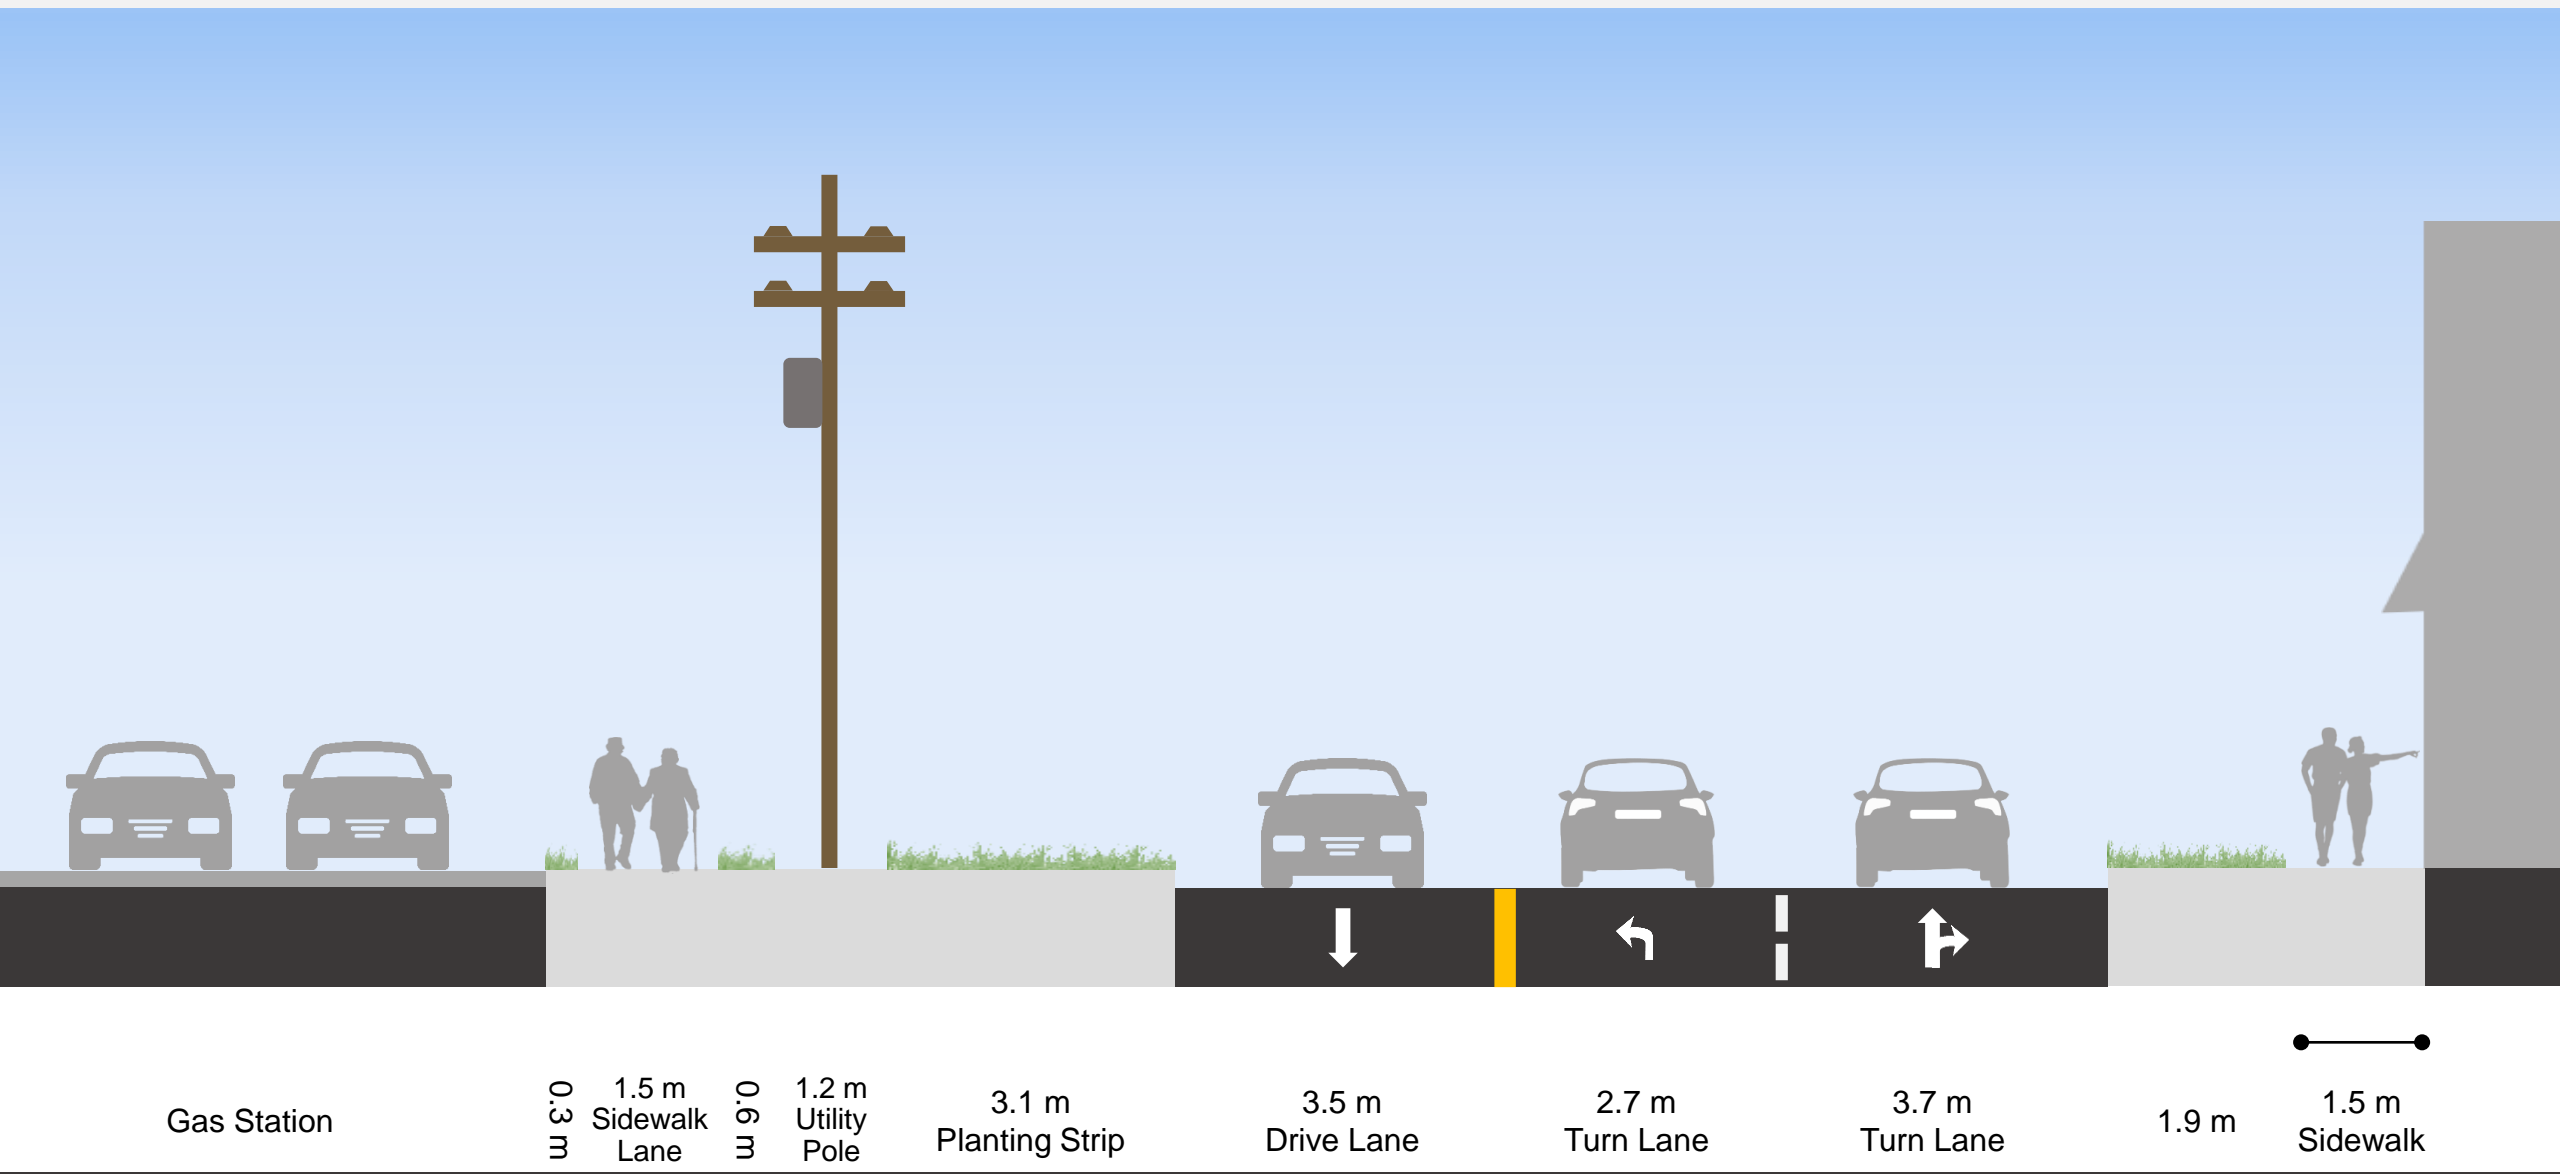 Gas Station
0.3 m
1.5 m
Sidewalk
Lane
0.6 m
1.2 m
Utility
Pole
3.1 m
Planting Strip
3.5 m
Drive Lane
2.7 m
Turn Lane
3.7 m
Turn Lane
1.9 m
1.5 m
Sidewalk